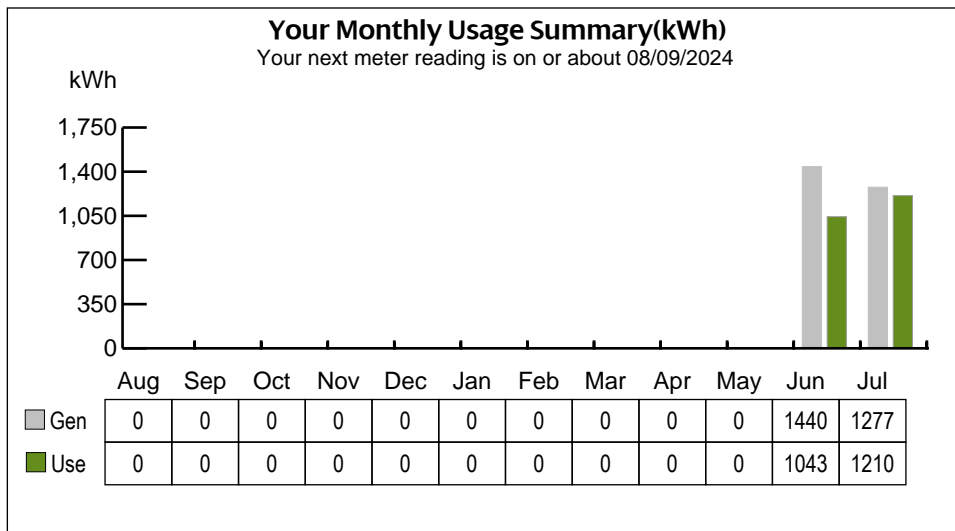 Your Monthly Usage Summary(kWh)
Your next meter reading is on or about 08/09/2024
kWh
1,750
1,400
1,050
700
350
0
Aug Sep Oct Nov Dec Jan Feb Mar Apr May Jun Jul
Gen 0 0 0 0 0 0 0 0 0 0 1440 1277
Use 0 0 0 0 0 0 0 0 0 0 1043 1210